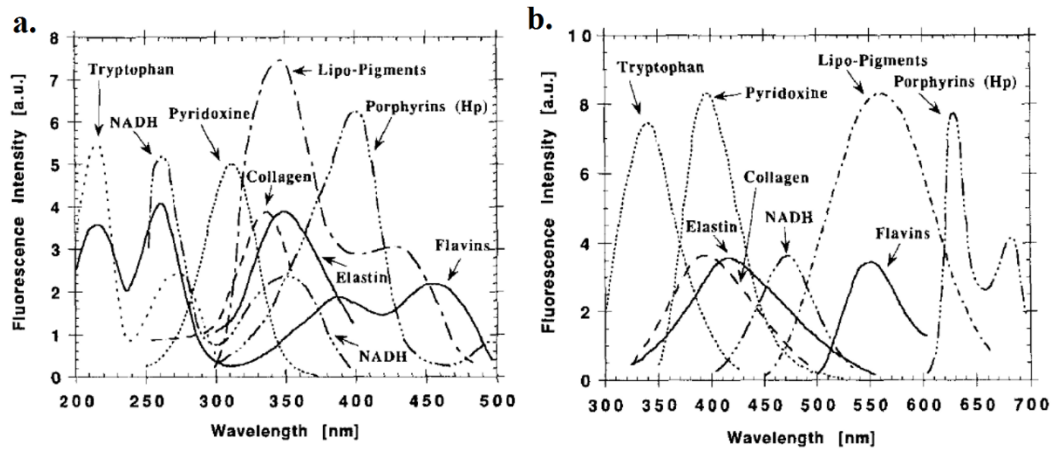 a.
8
7
6
5
4
3
2
1
0
Fluorescence Intensity [a.u.]
Tryptophan
NADH
Pyridoxine
Lipo-Pigments
Porphyrins (Hp)
Collagen
Elastin
Flavins
NADH
200 250 300 350 400 450 500
Wavelength [nm]
b.
10
8
6
4
2
0
Fluorescence Intensity [a.u.]
Tryptophan
Lipo-Pigments
Porphyrins (Hp)
Pyridoxine
Collagen
Elastin
NADH
Flavins
300 350 400 450 500 550 600 650 700
Wavelength [nm]